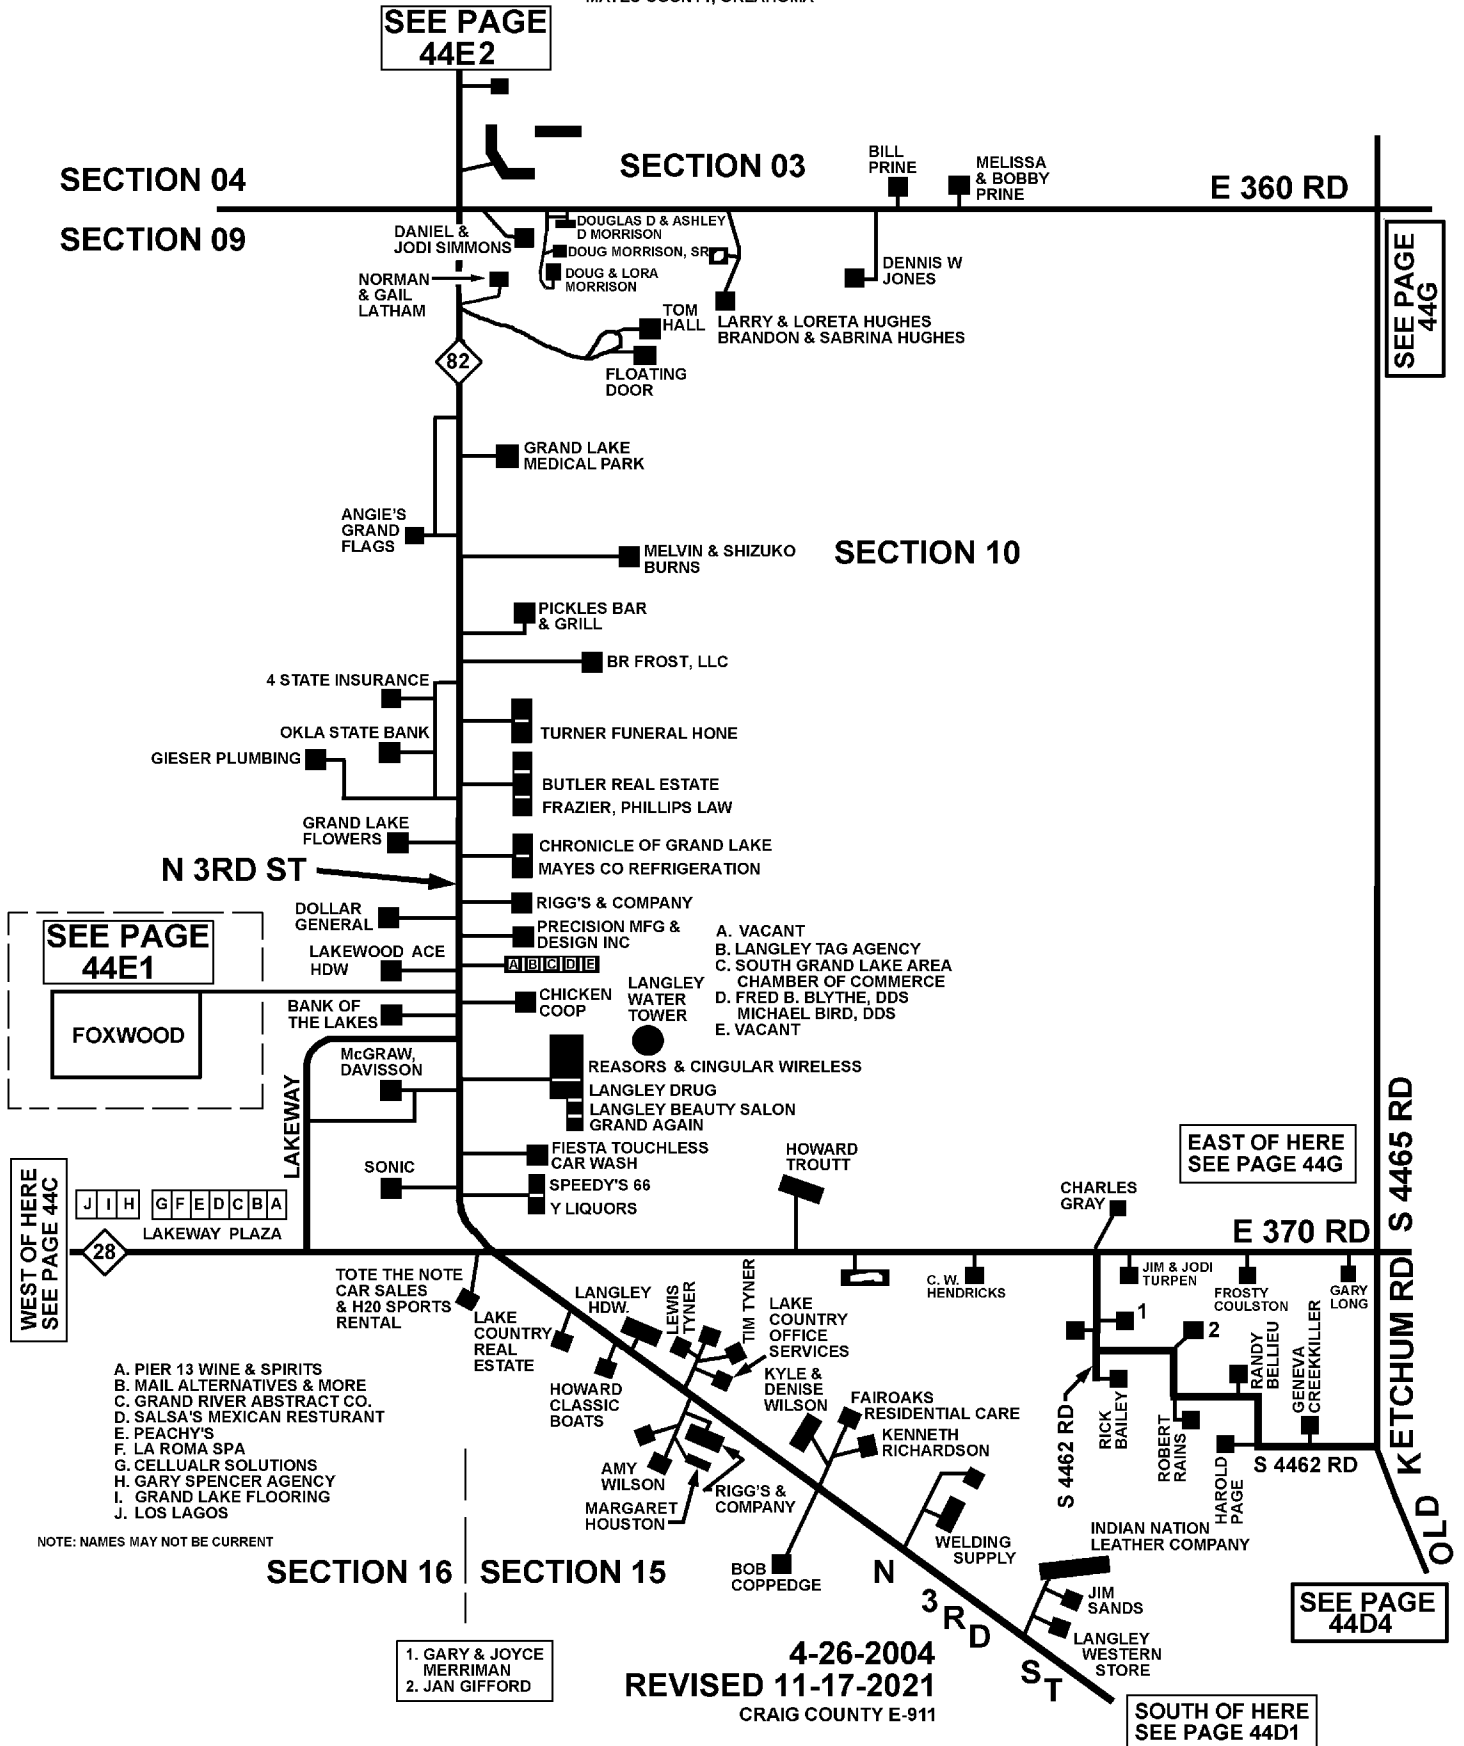 SEE PAGE
44E2
SECTION 04
SECTION 03
BILL
PRINE
MELISSA
& BOBBY
PRINE
E 360 RD
SECTION 09
DANIEL &
JODI SIMMONS
DOUGLAS D & ASHLEY
D MORRISON
DOUG MORRISON, SR
DOUG & LORA
MORRISON
NORMAN
& GAIL
LATHAM
DENNIS W
JONES
SEE PAGE
44G
TOM
HALL
LARRY & LORETA HUGHES
BRANDON & SABRINA HUGHES
82
FLOATING
DOOR
GRAND LAKE
MEDICAL PARK
ANGIE'S
GRAND
FLAGS
MELVIN & SHIZUKO
BURNS
SECTION 10
PICKLES BAR
& GRILL
BR FROST, LLC
4 STATE INSURANCE
TURNER FUNERAL HONE
OKLA STATE BANK
GIESER PLUMBING
BUTLER REAL ESTATE
FRAZIER, PHILLIPS LAW
GRAND LAKE
FLOWERS
CHRONICLE OF GRAND LAKE
MAYES CO REFRIGERATION
N 3RD ST
RIGG'S & COMPANY
DOLLAR
GENERAL
PRECISION MFG &
DESIGN INC
A. VACANT
B. LANGLEY TAG AGENCY
C. SOUTH GRAND LAKE AREA
CHAMBER OF COMMERCE
D. FRED B. BLYTHE, DDS
MICHAEL BIRD, DDS
E. VACANT
SEE PAGE
44E1
LAKEWOOD ACE
HDW
A B C D E
LANGLEY
WATER
TOWER
CHICKEN
COOP
BANK OF
THE LAKES
FOXWOOD
McGRAW,
DAVISSON
REASORS & CINGULAR WIRELESS
LANGLEY DRUG
LANGLEY BEAUTY SALON
GRAND AGAIN
LAKEWAY
S 4465 RD
FIESTA TOUCHLESS
CAR WASH
HOWARD
TROUTT
EAST OF HERE
SEE PAGE 44G
SONIC
SPEEDY'S 66
Y LIQUORS
WEST OF HERE
SEE PAGE 44C
J I H G F E D C B A
LAKEWAY PLAZA
CHARLES
GRAY
28
E 370 RD
TOTE THE NOTE
CAR SALES
& H20 SPORTS
RENTAL
LAKE
COUNTRY
REAL
ESTATE
LANGLEY
HDW.
LEWIS
TYNER
TIM TYNER
LAKE
COUNTRY
OFFICE
SERVICES
C. W.
HENDRICKS
JIM & JODI
TURPEN
FROSTY
COULSTON
GARY
LONG
1
2
RANDY
BELLIEU
GENEVA
CREEKKILLER
OLD KETCHUM RD
A. PIER 13 WINE & SPIRITS
B. MAIL ALTERNATIVES & MORE
C. GRAND RIVER ABSTRACT CO.
D. SALSA'S MEXICAN RESTURANT
E. PEACHY'S
F. LA ROMA SPA
G. CELLUALR SOLUTIONS
H. GARY SPENCER AGENCY
I. GRAND LAKE FLOORING
J. LOS LAGOS
HOWARD
CLASSIC
BOATS
KYLE &
DENISE
WILSON
FAIROAKS
RESIDENTIAL CARE
KENNETH
RICHARDSON
S 4462 RD
RICK
BAILEY
ROBERT
RAINS
HAROLD
PAGE
S 4462 RD
AMY
WILSON
MARGARET
HOUSTON
RIGG'S &
COMPANY
NOTE: NAMES MAY NOT BE CURRENT
SECTION 16
SECTION 15
BOB
COPPEDGE
WELDING
SUPPLY
INDIAN NATION
LEATHER COMPANY
N 3RD ST
JIM
SANDS
LANGLEY
WESTERN
STORE
SEE PAGE
44D4
1. GARY & JOYCE
MERRIMAN
2. JAN GIFFORD
4-26-2004
REVISED 11-17-2021
CRAIG COUNTY E-911
SOUTH OF HERE
SEE PAGE 44D1